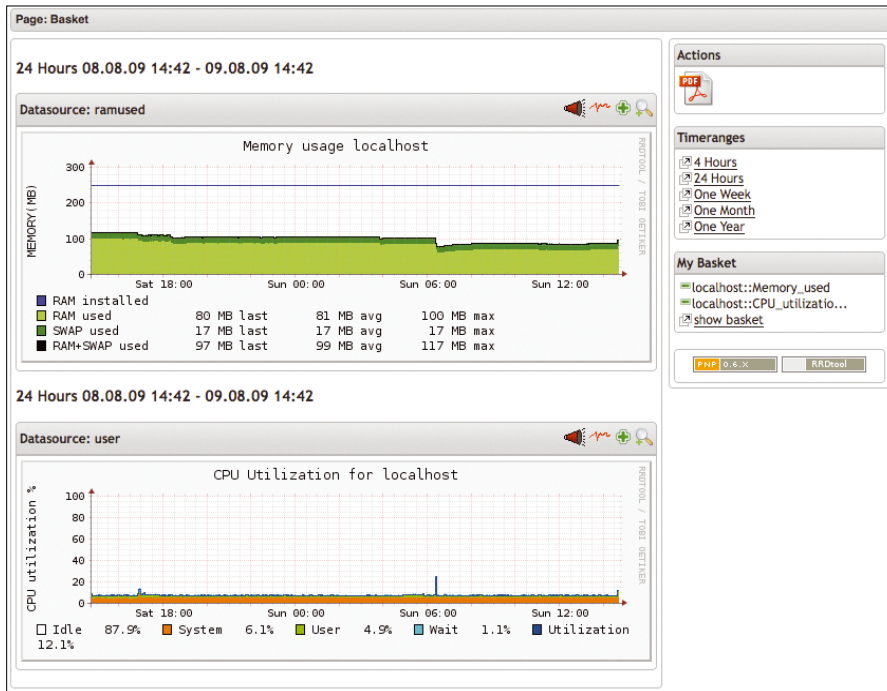 Page: Basket
24 Hours 08.08.09 14:42 - 09.08.09 14:42
Datasource: ramused
Memory usage localhost
RRDTOOL / TOBI OETIKER
MEMORY(MB)
300
200
100
0
Sat 18:00 Sun 00:00 Sun 06:00 Sun 12:00
RAM installed
RAM used 80 MB last 81 MB avg 100 MB max
SWAP used 17 MB last 17 MB avg 17 MB max
RAM+SWAP used 97 MB last 99 MB avg 117 MB max
24 Hours 08.08.09 14:42 - 09.08.09 14:42
Datasource: user
CPU Utilization for localhost
RRDTOOL / TOBI OETIKER
CPU utilization %
100
80
60
40
20
0
Sat 18:00 Sun 00:00 Sun 06:00 Sun 12:00
Idle 87.9% System 6.1% User 4.9% Wait 1.1% Utilization
12.1%
Actions
PDF
Timeranges
4 Hours
24 Hours
One Week
One Month
One Year
My Basket
localhost::Memory_used
localhost::CPU_utilizatio...
show basket
PNP 0.6.X RRDtool